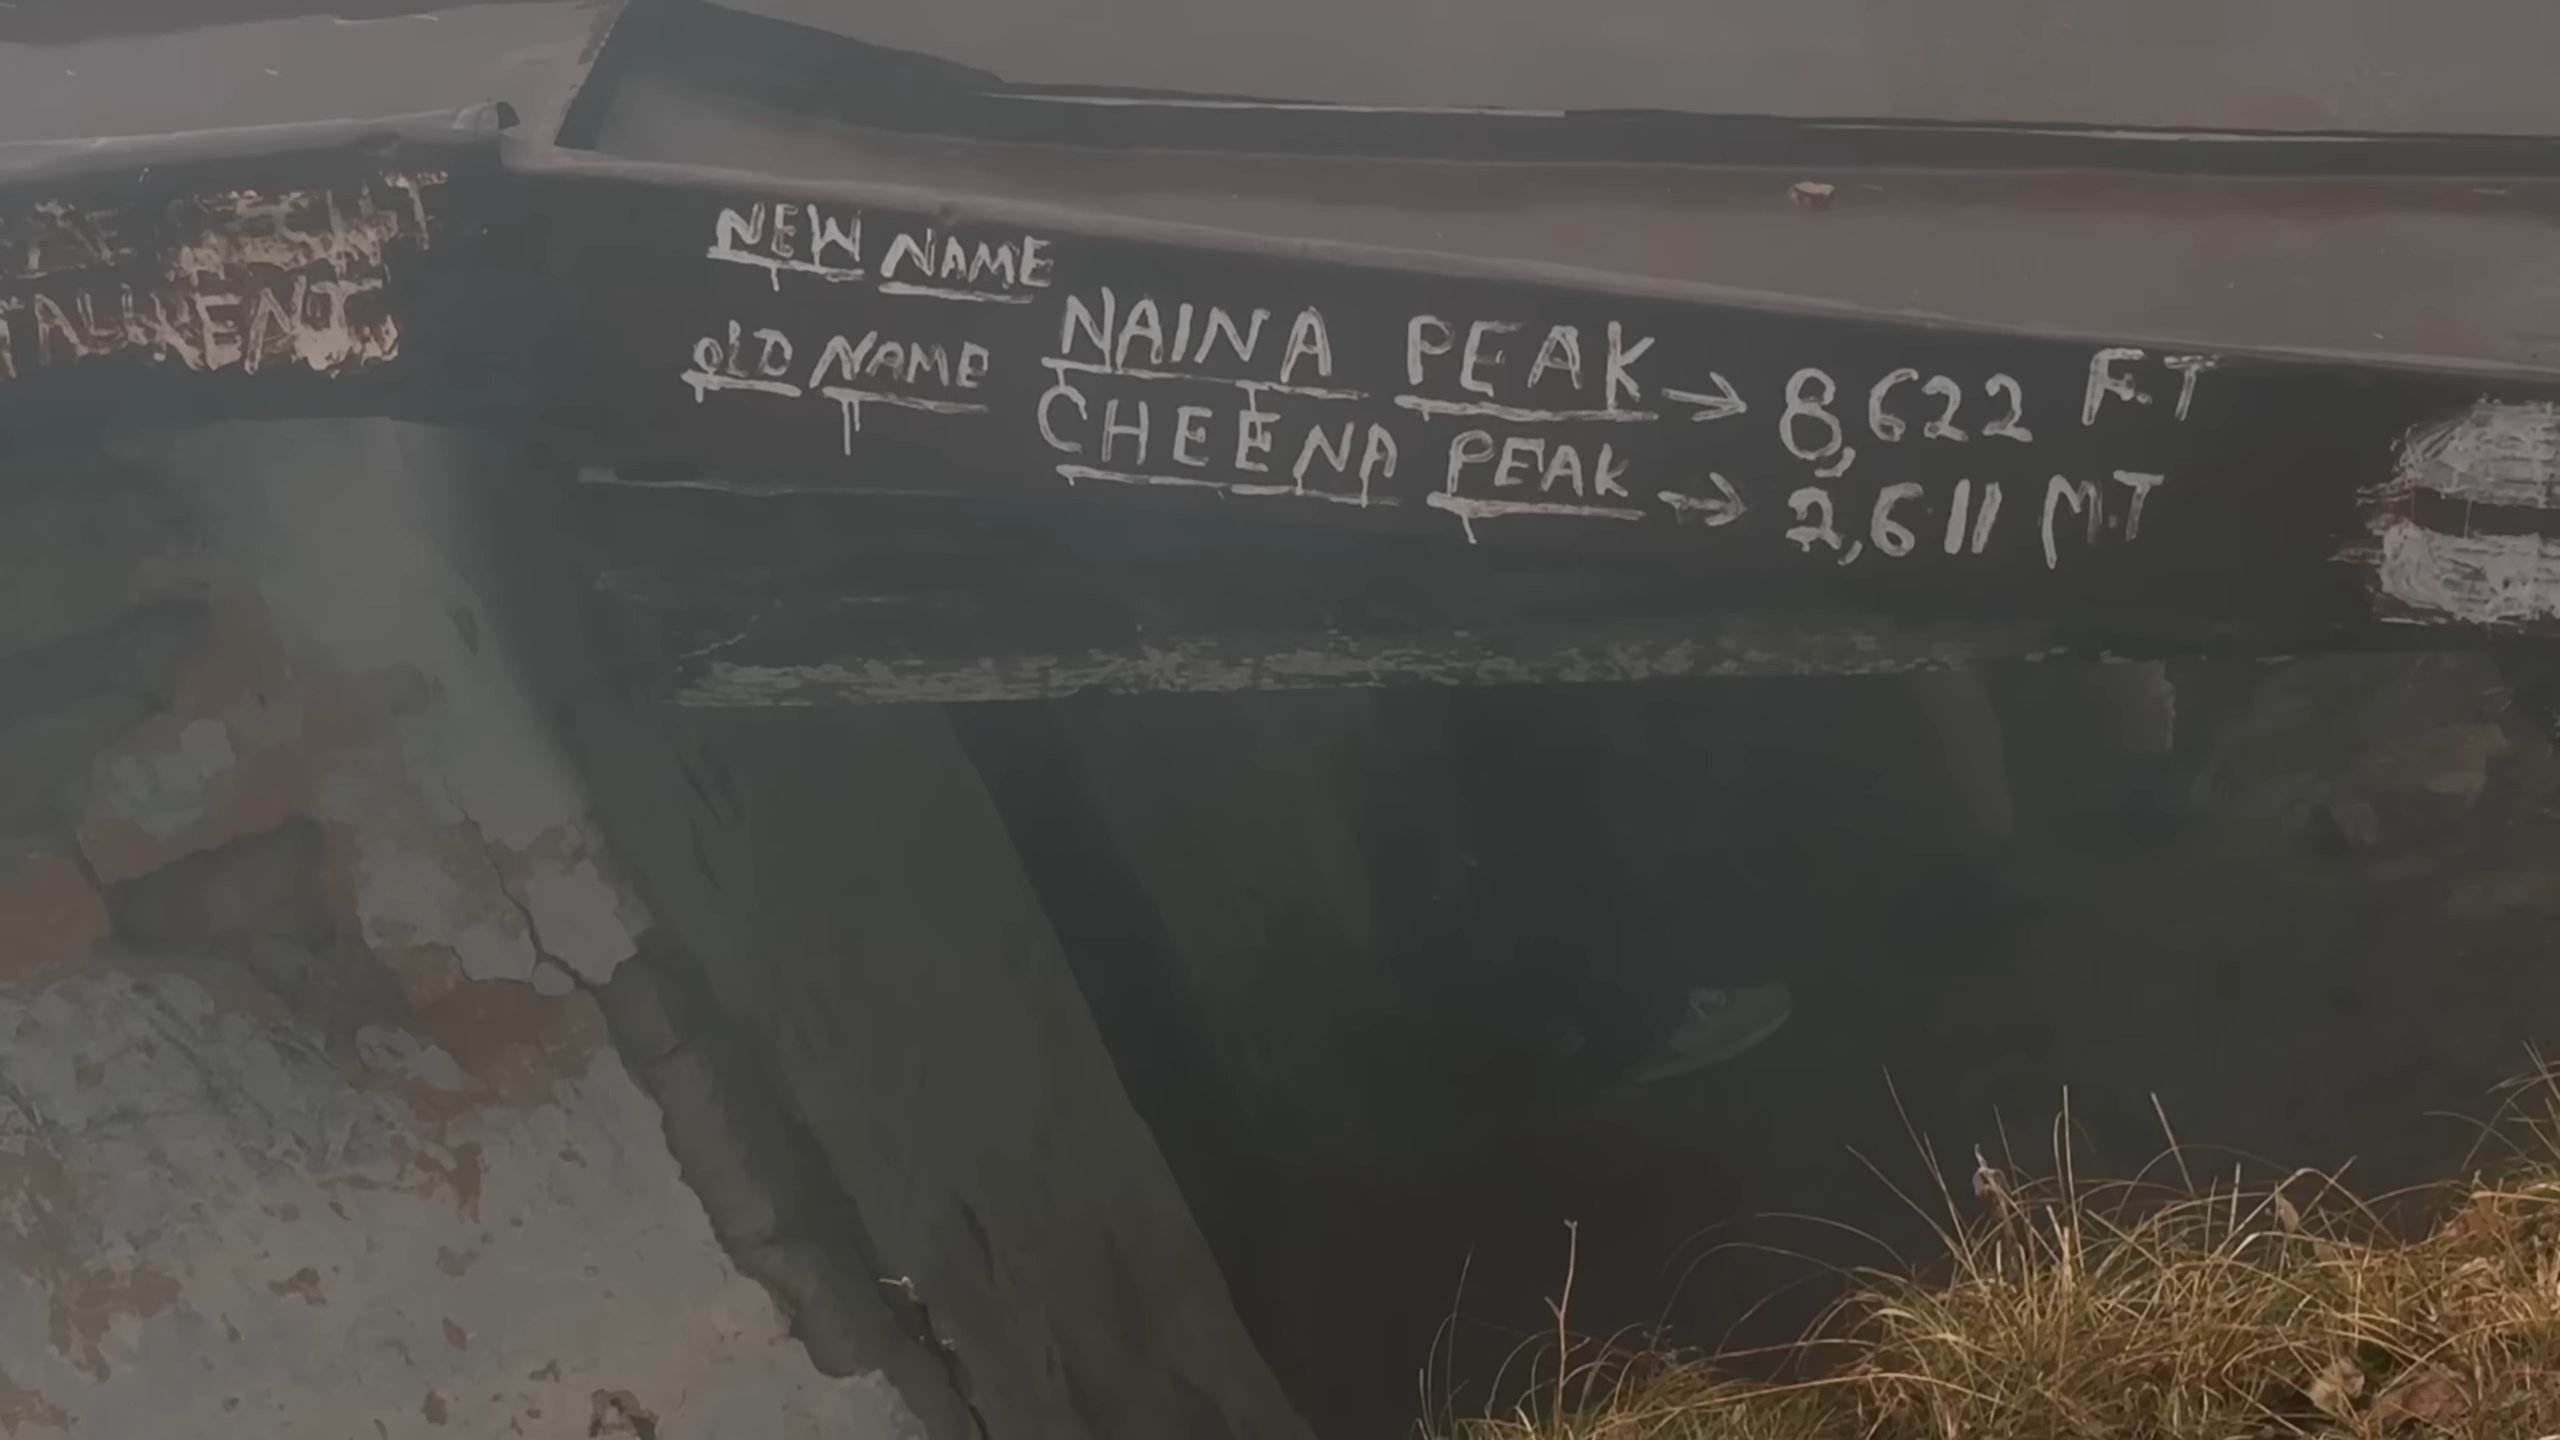 NEW NAME
NAINA PEAK → 8,622 F.T
OLD NAME
CHEENA PEAK → 2,611 M.T